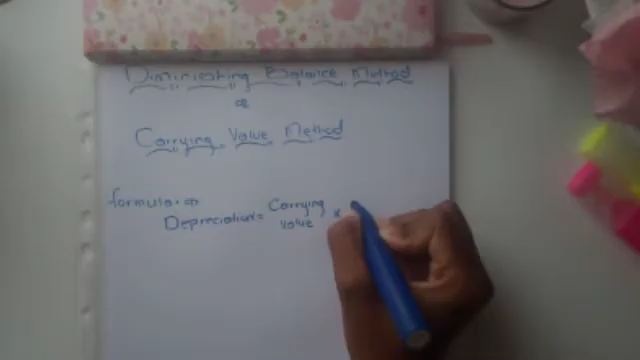 Diminishing Balance Method
or
Carrying Value Method
formula:⇒
Depreciation = Carrying value ×